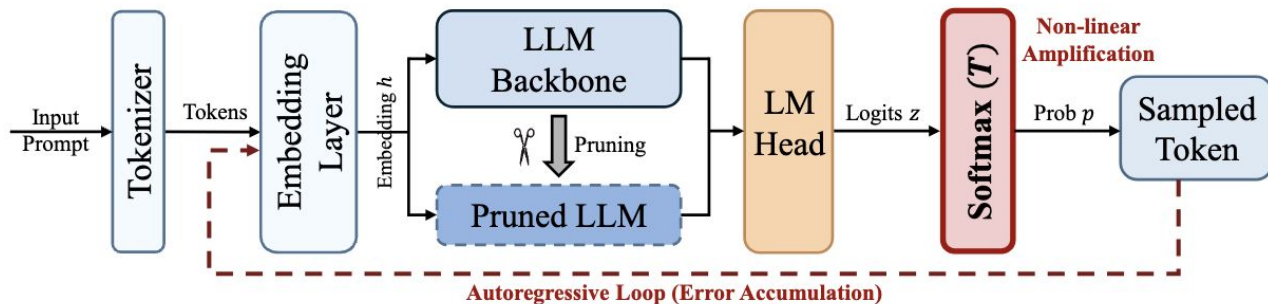 Input
Prompt
Tokenizer
Tokens
Embedding
Layer
Embedding h
LLM
Backbone
Pruning
Pruned LLM
LM
Head
Logits z
Softmax (T)
Non-linear
Amplification
Prob p
Sampled
Token
Autoregressive Loop (Error Accumulation)